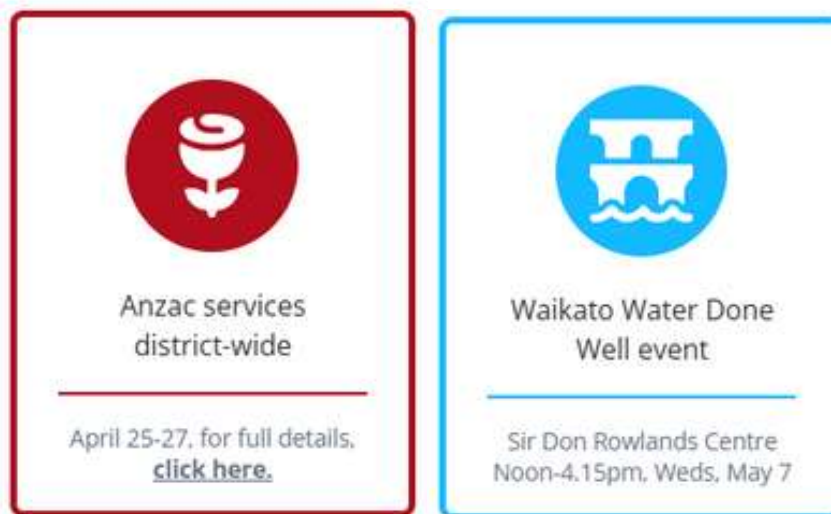 Anzac services
district-wide
April 25-27, for full details,
click here.
Waikato Water Done
Well event
Sir Don Rowlands Centre
Noon-4.15pm, Weds, May 7